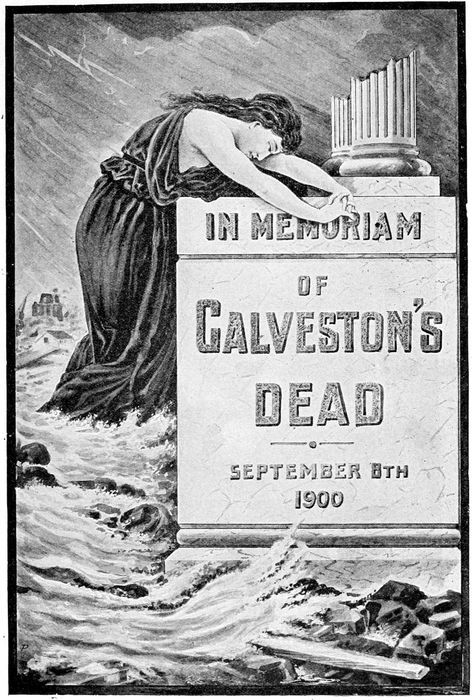 IN MEMORIAM
OF
GALVESTON'S
DEAD
SEPTEMBER 8TH
1900